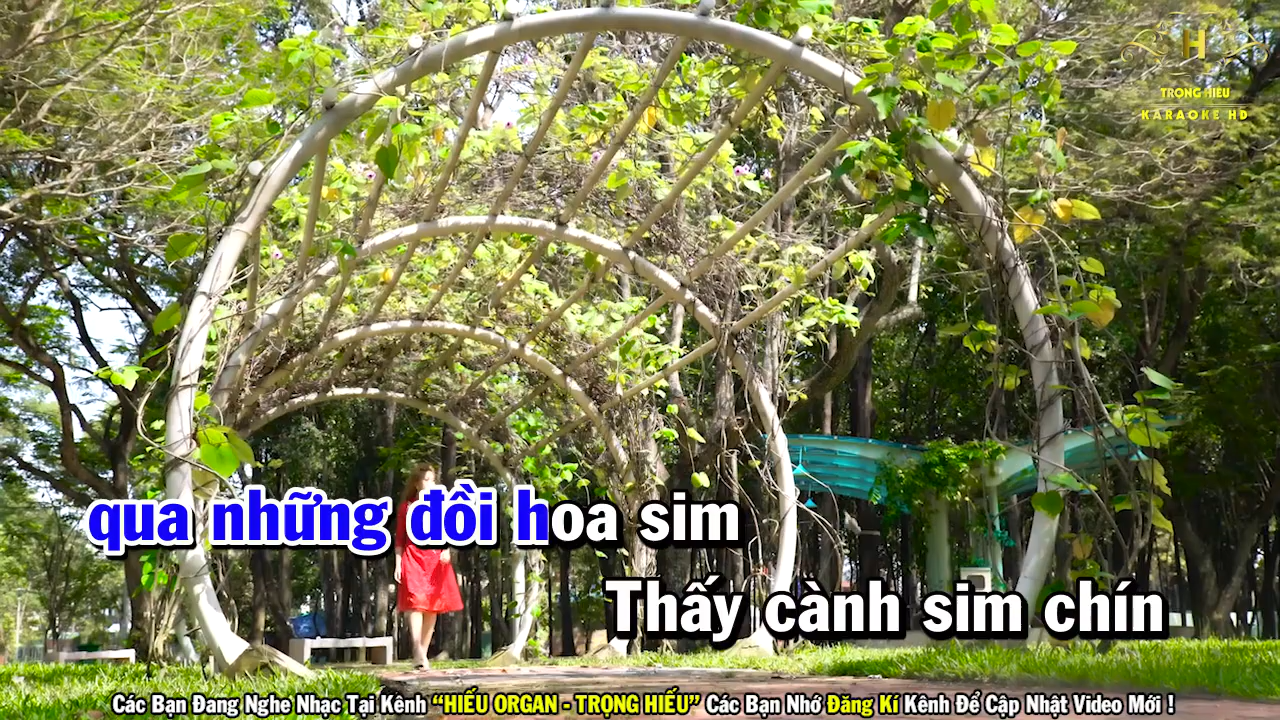 H
TRỌNG HIẾU
KARAOKE HD
qua những đồi hoa sim
Thấy cành sim chín
Các Bạn Đang Nghe Nhạc Tại Kênh “HIẾU ORGAN - TRỌNG HIẾU” Các Bạn Nhớ Đăng Kí Kênh Để Cập Nhật Video Mới !